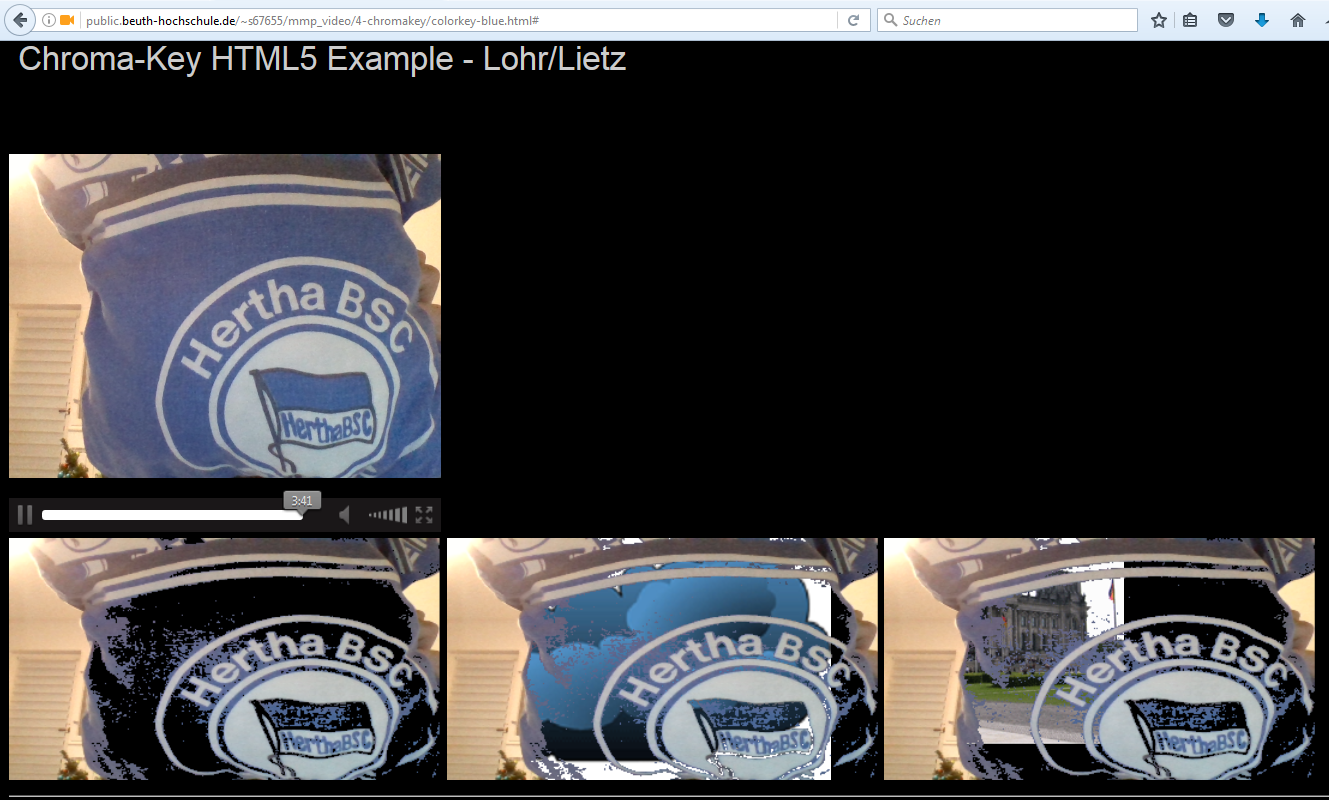 public.beuth-hochschule.de/~s67655/mmp_video/4-chromakey/colorkey-blue.html#
Suchen
Chroma-Key HTML5 Example - Lohr/Lietz
Hertha BSC
HerthaBSC
3:41
Hertha BSC
HerthaBSC
Hertha BSC
HerthaBSC
Hertha BSC
HerthaBSC